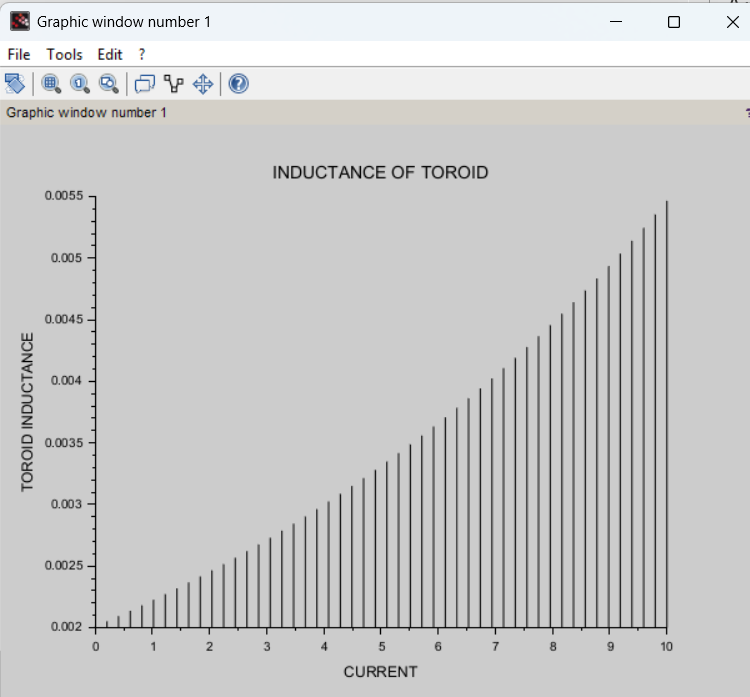 Graphic window number 1
File Tools Edit ?
Graphic window number 1
INDUCTANCE OF TOROID
0.0055
0.005
0.0045
0.004
0.0035
0.003
0.0025
0.002
TOROID INDUCTANCE
0 1 2 3 4 5 6 7 8 9 10
CURRENT